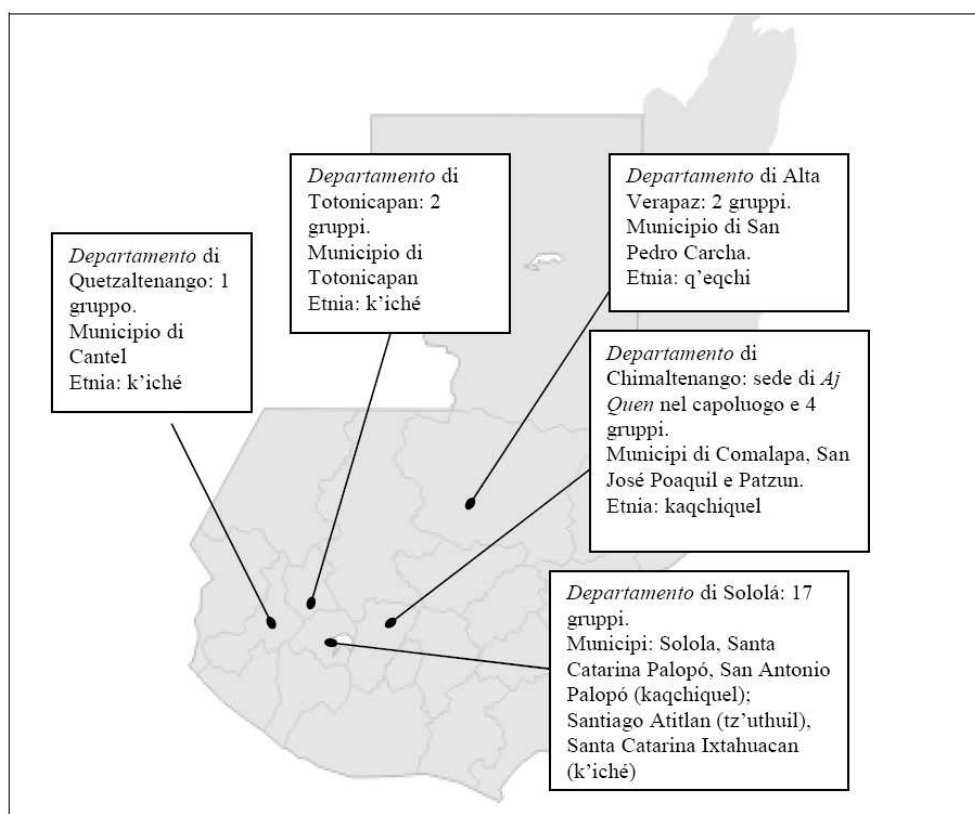 Departamento di
Totonicapan: 2
gruppi.
Municipio di
Totonicapan
Etnia: k’iché
Departamento di Alta
Verapaz: 2 gruppi.
Municipio di San
Pedro Carcha.
Etnia: q’eqchi
Departamento di
Quetzaltenango: 1
gruppo.
Municipio di
Cantel
Etnia: k’iché
Departamento di
Chimaltenango: sede di Aj
Quen nel capoluogo e 4
gruppi.
Municipi di Comalapa, San
José Poaquil e Patzun.
Etnia: kaqchiquel
Departamento di Sololá: 17
gruppi.
Municipi: Solola, Santa
Catarina Palopó, San Antonio
Palopó (kaqchiquel);
Santiago Atitlan (tz’uthuil),
Santa Catarina Ixtahuacan
(k’iché)